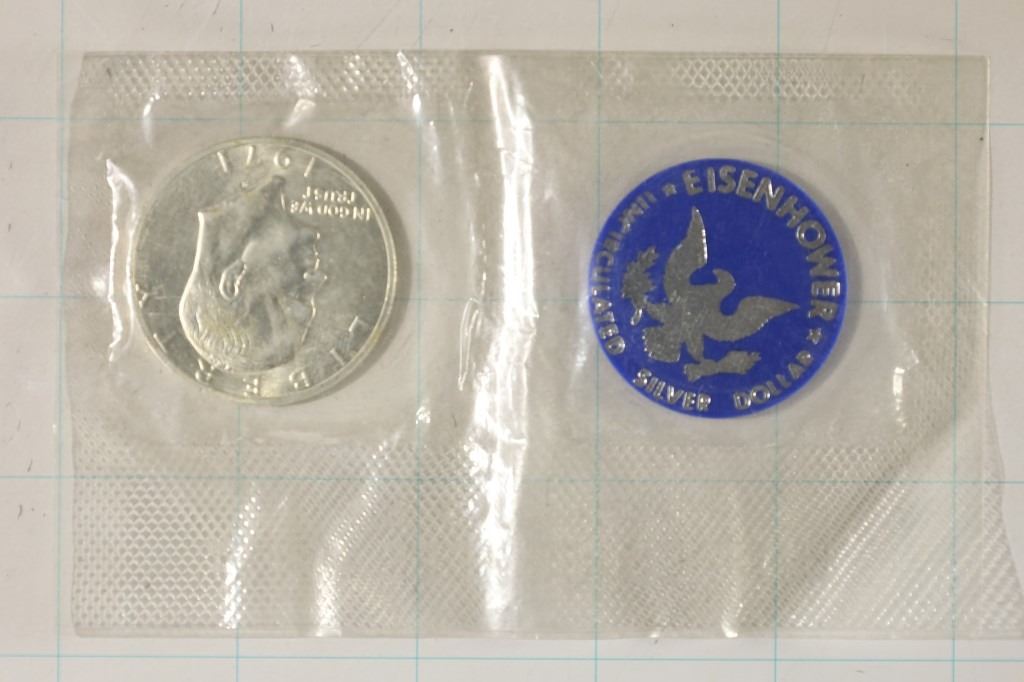 LIBERTY
IN GOD WE
TRUST
1971
★ EISENHOWER ★
UNCIRCULATED
SILVER DOLLAR